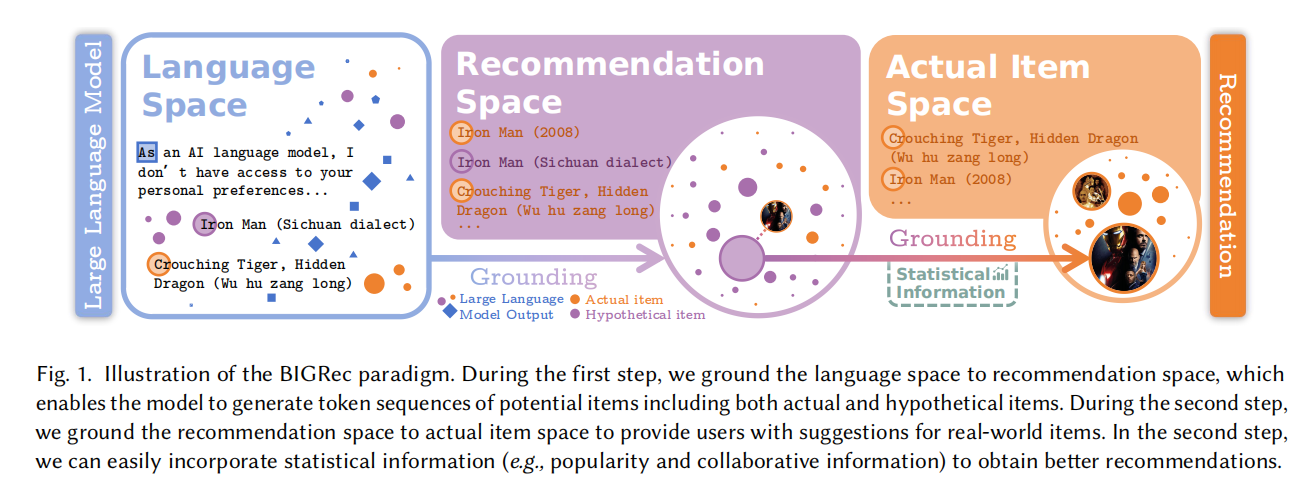 Large Language Model
Language
Space
As an AI language model, I
don't have access to your
personal preferences...
Iron Man (Sichuan dialect)
Crouching Tiger, Hidden
Dragon (Wu hu zang long)
Recommendation
Space
Iron Man (2008)
Iron Man (Sichuan dialect)
Crouching Tiger, Hidden
Dragon (Wu hu zang long)
...
Grounding
Large Language
Model Output
Actual item
Hypothetical item
Actual Item
Space
Crouching Tiger, Hidden Dragon
(Wu hu zang long)
Iron Man (2008)
...
Grounding
Statistical
Information
Recommendation
Fig. 1. Illustration of the BIGRec paradigm. During the first step, we ground the language space to recommendation space, which
enables the model to generate token sequences of potential items including both actual and hypothetical items. During the second step,
we ground the recommendation space to actual item space to provide users with suggestions for real-world items. In the second step,
we can easily incorporate statistical information (e.g., popularity and collaborative information) to obtain better recommendations.